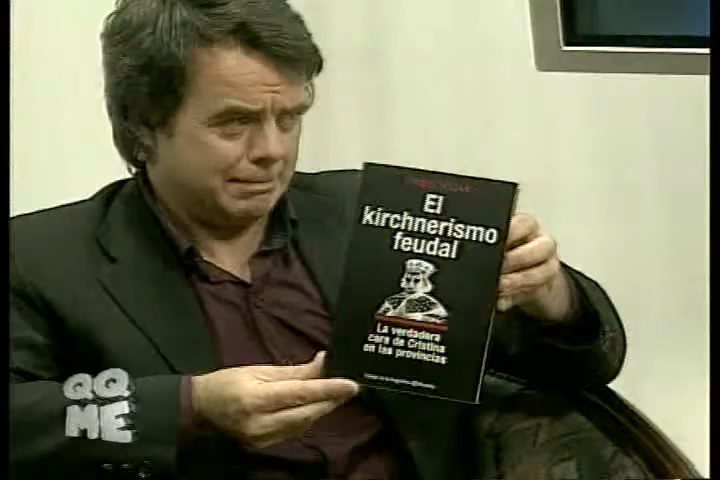 El
kirchnerismo
feudal
La verdadera
cara de Cristina
en las provincias
QQ
ME